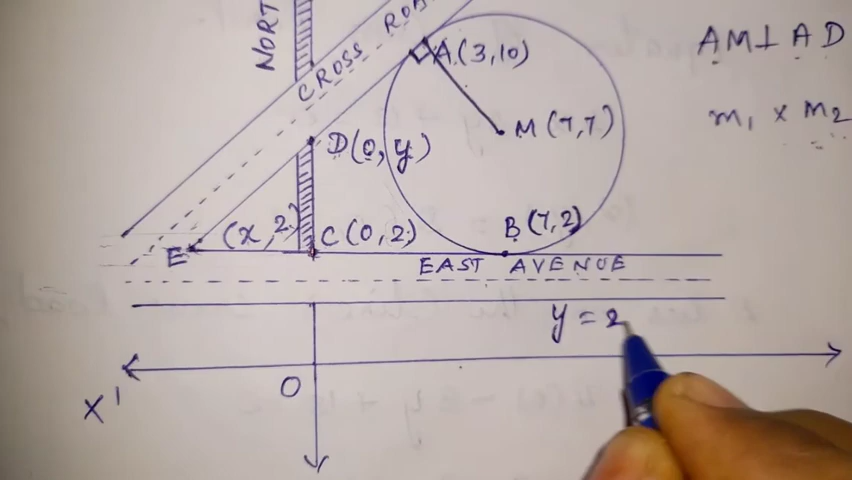 NORT
CROSS ROA
A(3,10)
AM⊥AD
M(7,7)
m₁ × m₂
D(0, y)
E
(x, 2)
C(0, 2)
B(7,2)
EAST AVENUE
y = 2
O
X'